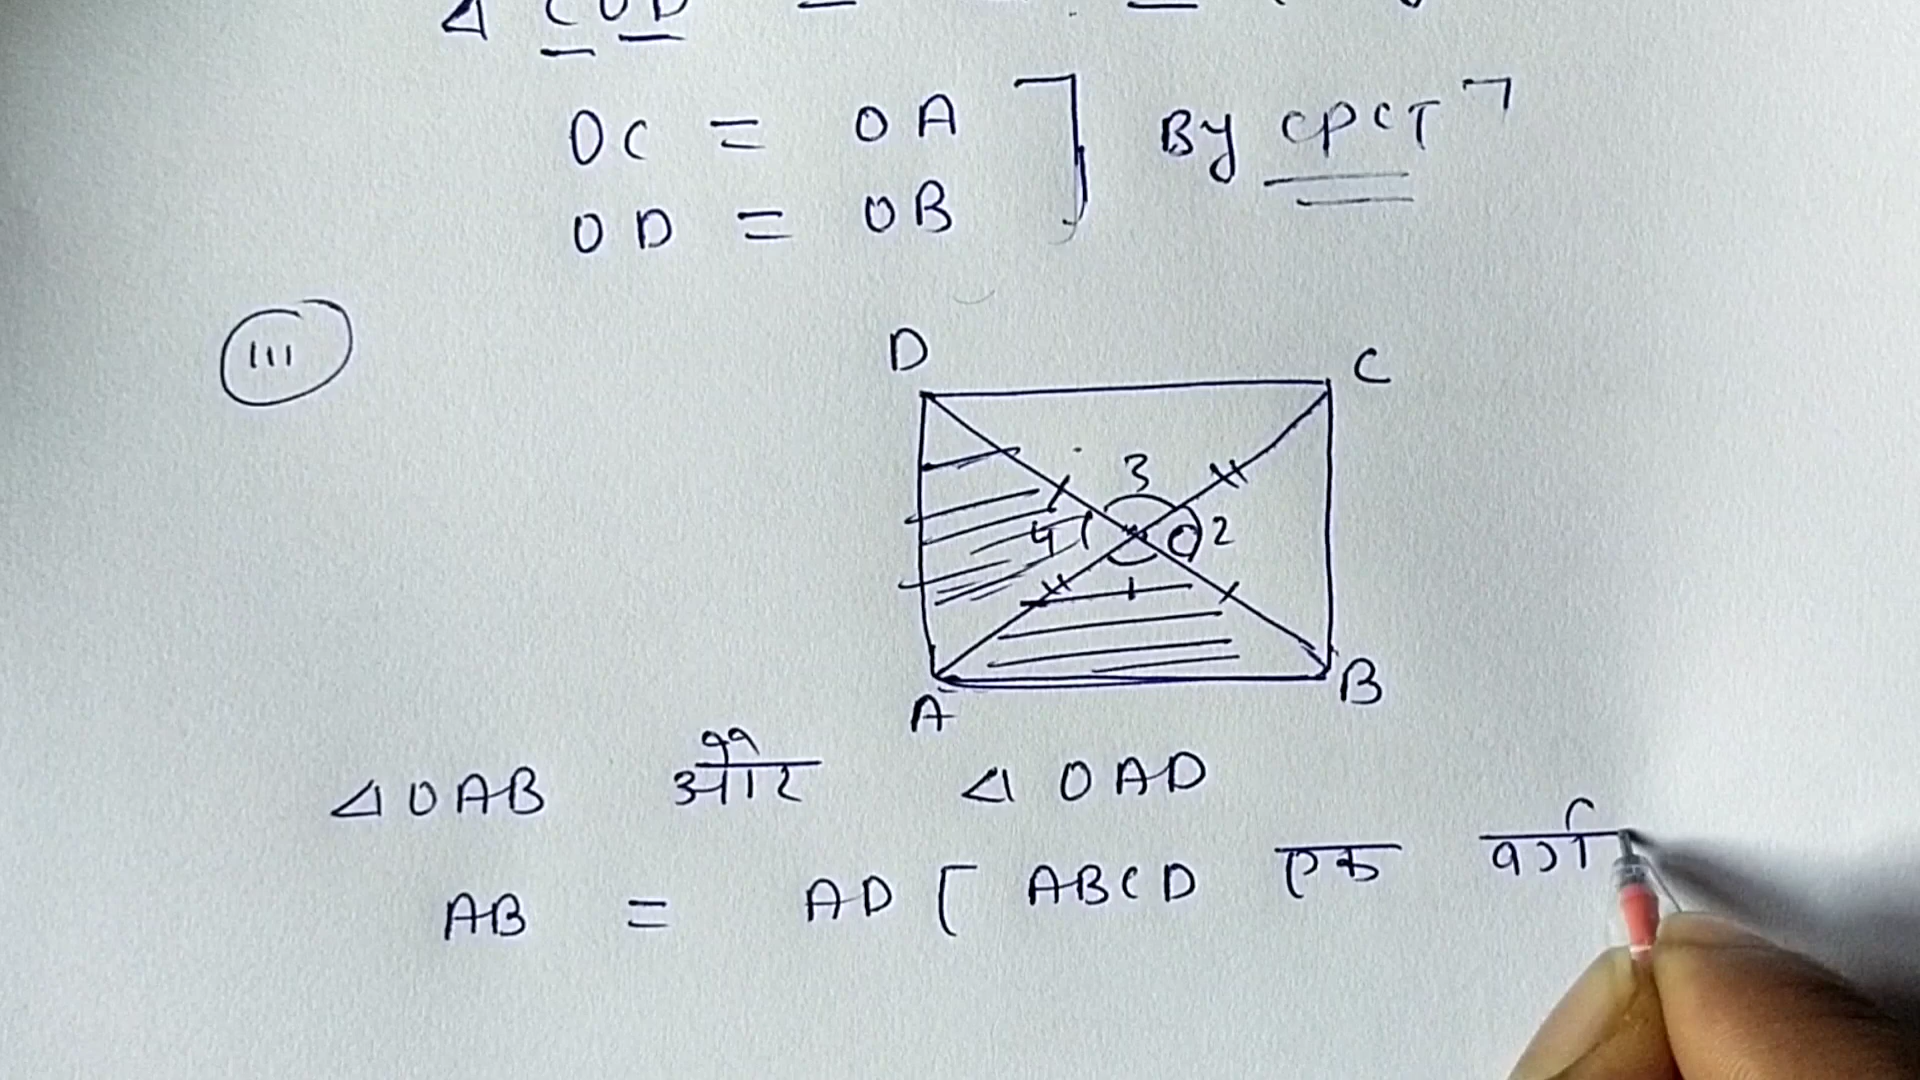 Δ COD =
OC = OA ] By CPCT
OD = OB
III
D C
3
4 O 2
1
A B
Δ OAB और Δ OAD
AB = AD [ ABCD एक वर्ग